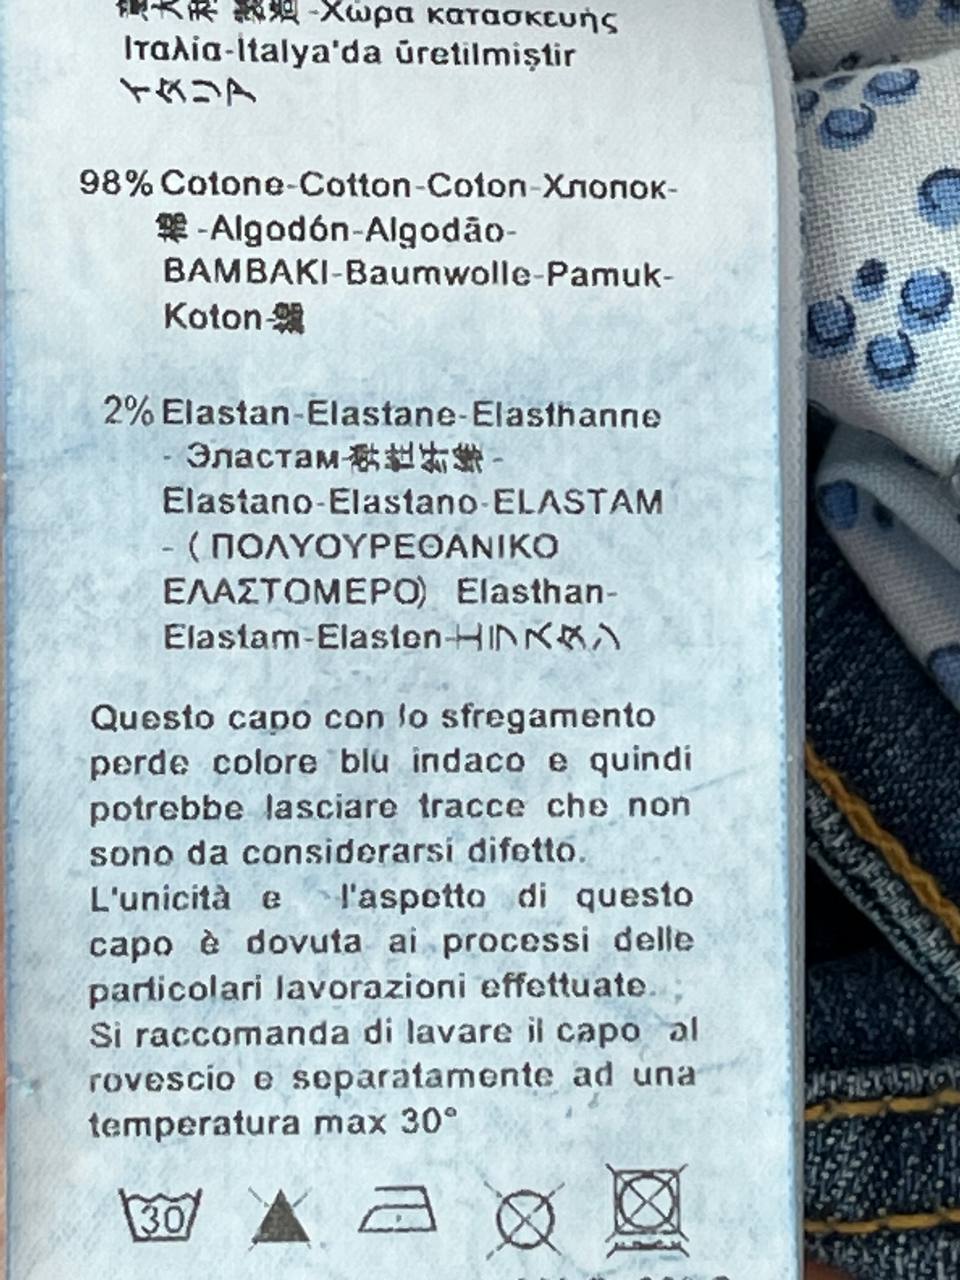 -Χώρα κατασκευής
Ιταλία-İtalya'da üretilmiştir
98% Cotone-Cotton-Coton-Хлопок-
-Algodón-Algodão-
BAMBAKI-Baumwolle-Pamuk-
Koton-
2% Elastan-Elastane-Elasthanne
- Эластам
-
Elastano-Elastano-ELASTAM
- (ΠΟΛΥΟΥΡΕΘΑΝΙΚΟ
ΕΛΑΣΤΟΜΕΡΟ) Elasthan-
Elastam-Elasten-
Questo capo con lo sfregamento
perde colore blu indaco e quindi
potrebbe lasciare tracce che non
sono da considerarsi difetto.
L'unicità e l'aspetto di questo
capo è dovuta ai processi delle
particolari lavorazioni effettuate.
Si raccomanda di lavare il capo al
rovescio e separatamente ad una
temperatura max 30°
30